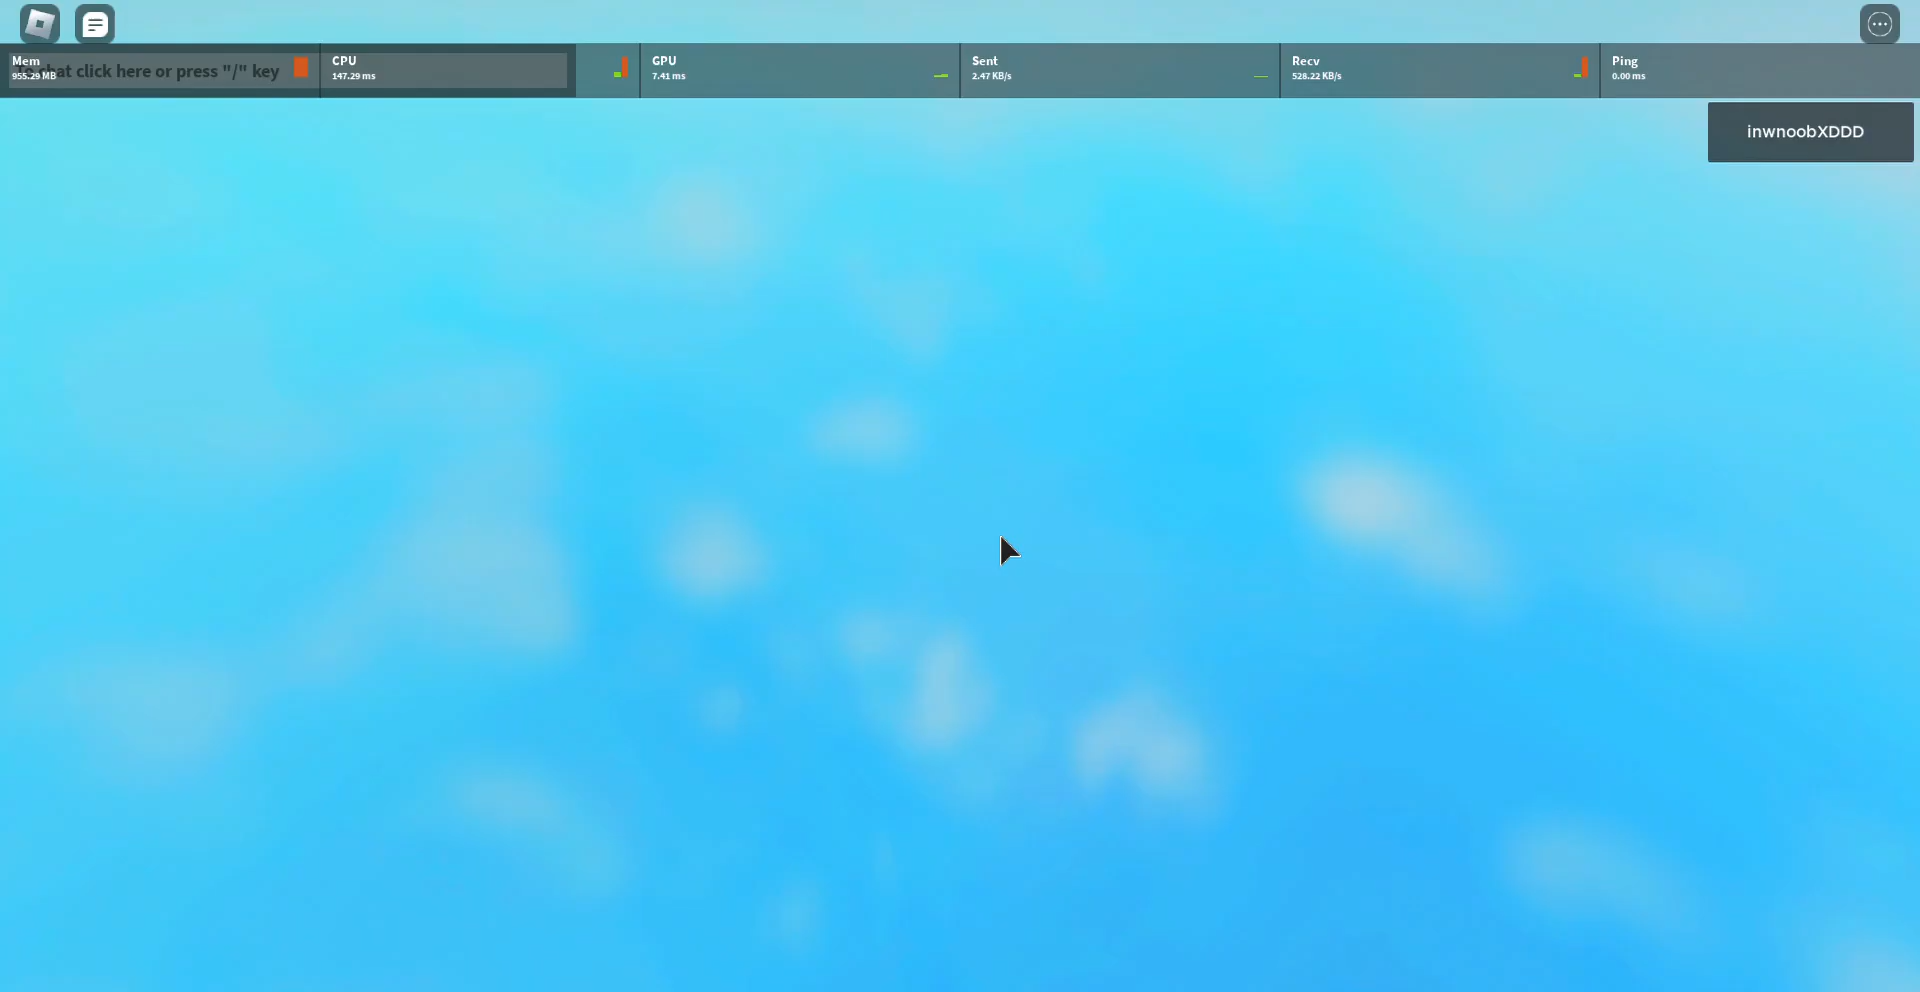 Mem
955.29 MB
To chat click here or press "/" key
CPU
147.29 ms
GPU
7.41 ms
Sent
2.47 KB/s
Recv
528.22 KB/s
Ping
0.00 ms
inwnoobXDDD